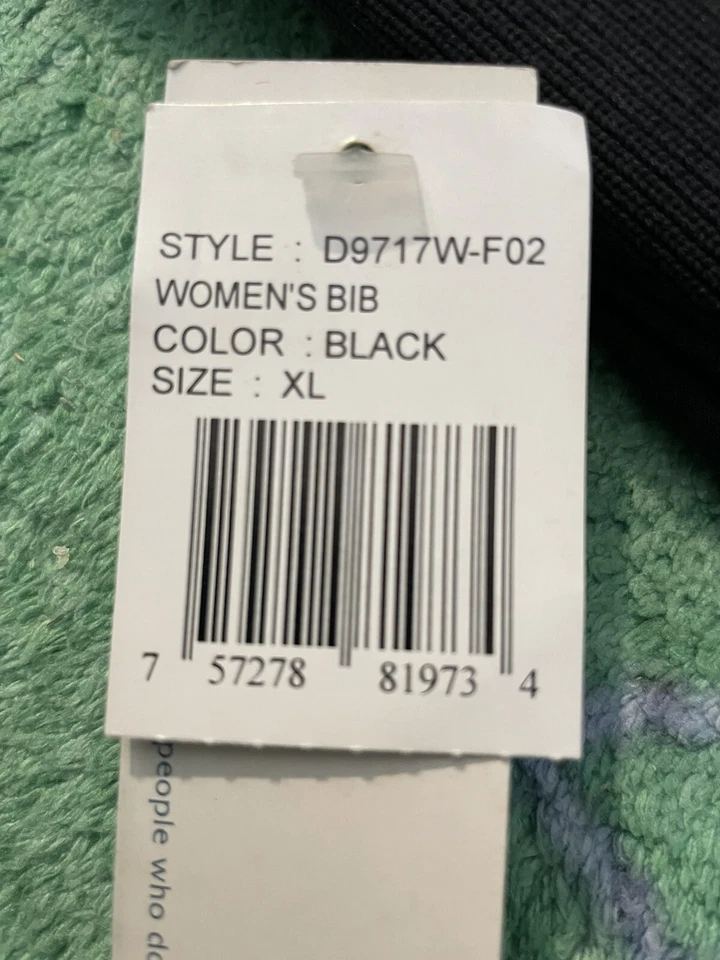 STYLE : D9717W-F02
WOMEN'S BIB
COLOR : BLACK
SIZE : XL
7 57278 81973 4
people who